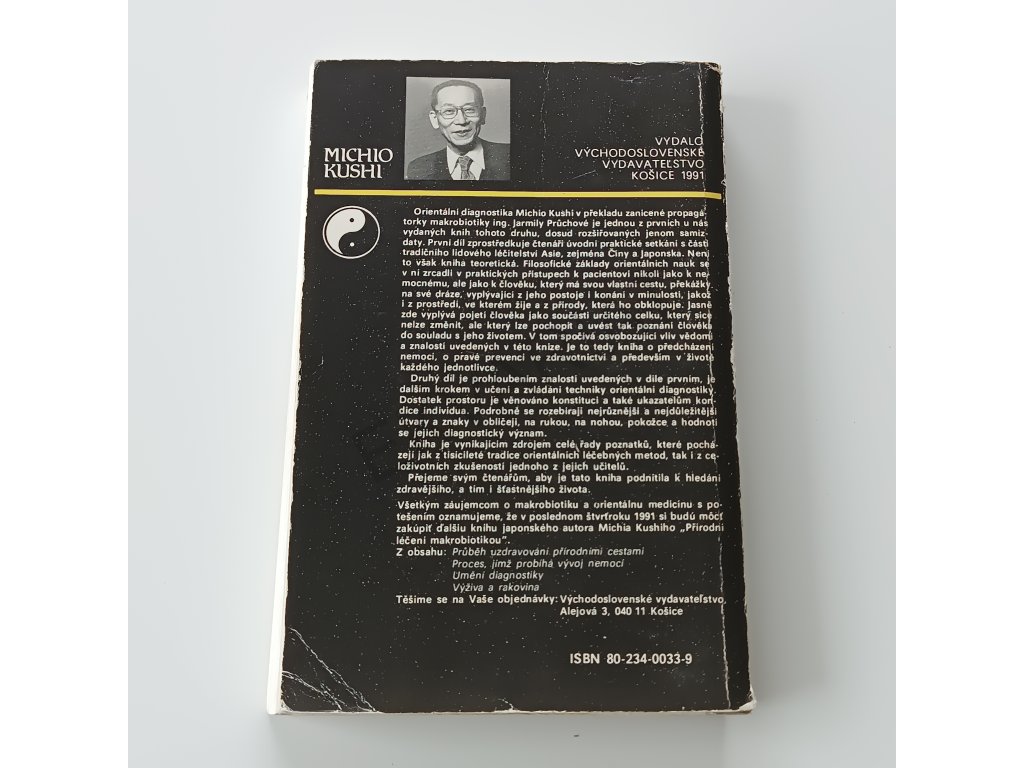 MICHIO
KUSHI
VYDALO
VÝCHODOSLOVENSKÉ
VYDAVATEĽSTVO
KOŠICE 1991
Orientální diagnostika Michio Kushi v překladu zanícené propagá-
torky makrobiotiky ing. Jarmily Průchové je jednou z prvních u nás
vydaných knih tohoto druhu, dosud rozšiřovaných jenom samiz-
daty. První díl zprostředkuje čtenáři úvodní praktické setkání s částí
tradičního lidového léčitelství Asie, zejména Číny a Japonska. Není
to však kniha teoretická. Filosofické základy orientálních nauk se
v ní zrcadlí v praktických přístupech k pacientovi nikoli jako k ne-
mocnému, ale jako k člověku, který má svou vlastní cestu, překážky
na své dráze, vyplývající z jeho postoje i konání v minulosti, jakož
i z prostředí, ve kterém žije a z přírody, která ho obklopuje. Jasně
zde vyplývá pojetí člověka jako součásti určitého celku, který sice
nelze změnit, ale který lze pochopit a uvést tak poznání člověka
do souladu s jeho životem. V tom spočívá osvobozující vliv vědomí
a znalostí uvedených v této knize. Je to tedy kniha o předcházení
nemoci, o pravé prevenci ve zdravotnictví a především v životě
každého jednotlivce.
Druhý díl je prohloubením znalostí uvedených v díle prvním, je
dalším krokem v učení a zvládání techniky orientální diagnostiky.
Dostatek prostoru je věnováno konstituci a také ukazatelům kon-
dice individua. Podrobně se rozebírají nejrůznější a nejdůležitější
útvary a znaky v obličeji, na rukou, na nohou, pokožce a hodnotí
se jejich diagnostický význam.
Kniha je vynikajícím zdrojem celé řady poznatků, které pochá-
zejí jak z tisícileté tradice orientálních léčebných metod, tak i z ce-
loživotních zkušeností jednoho z jejich učitelů.
Přejeme svým čtenářům, aby je tato kniha podnítila k hledání
zdravějšího, a tím i šťastnějšího života.
Všetkým záujemcom o makrobiotiku a orientálnu medicínu s po-
tešením oznamujeme, že v poslednom štvrťroku 1991 si budú môcť
zakúpiť ďalšiu knihu japonského autora Michia Kushiho „Přírodní
léčení makrobiotikou“.
Z obsahu: Průběh uzdravování přírodními cestami
Proces, jímž probíhá vývoj nemocí
Umění diagnostiky
Výživa a rakovina
Těšíme se na Vaše objednávky: Východoslovenské vydavateľstvo,
Alejová 3, 040 11 Košice
ISBN 80-234-0033-9